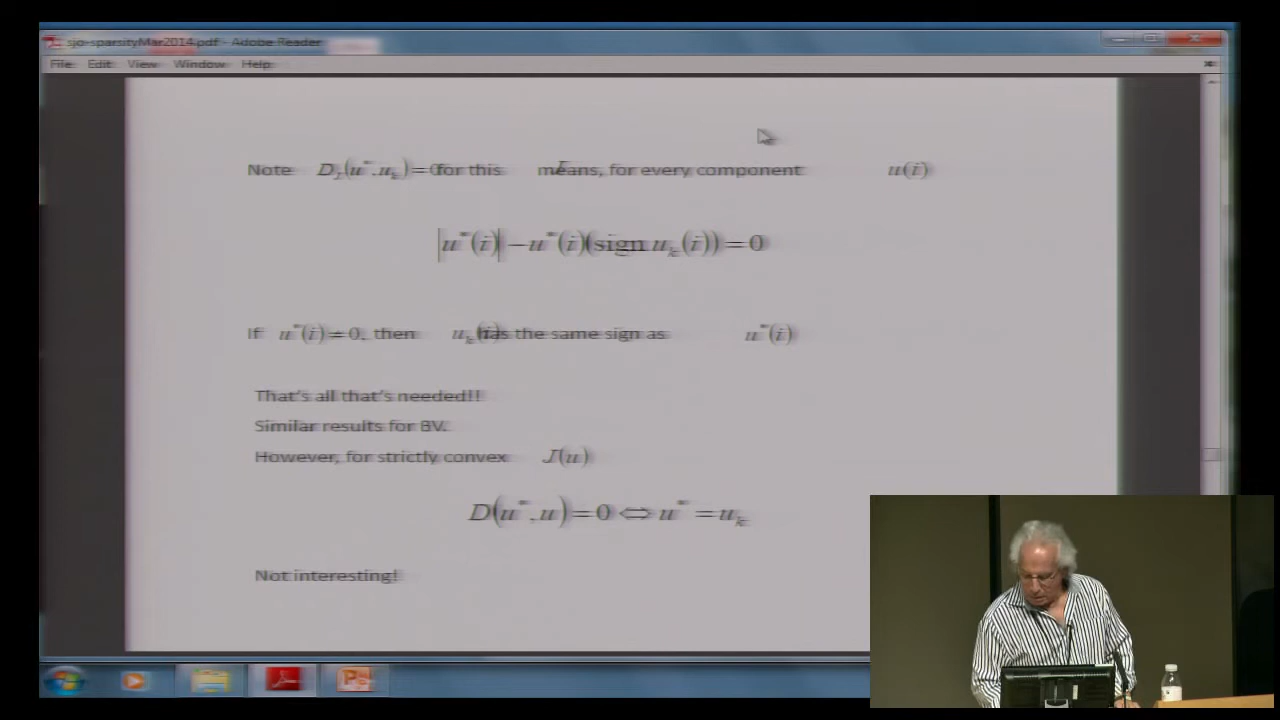 sjo-sparsityMar2014.pdf - Adobe Reader
File Edit View Window Help
Note D_J(u*, u_k) = 0 for this J means, for every component u(i)
|u*(i)| − u*(i)(sign u_k(i)) = 0
If u*(i) ≠ 0, then u_k(i) has the same sign as u*(i)
That's all that's needed!!
Similar results for BV.
However, for strictly convex J(u)
D(u*, u) = 0 ⇔ u* = u_k
Not interesting!